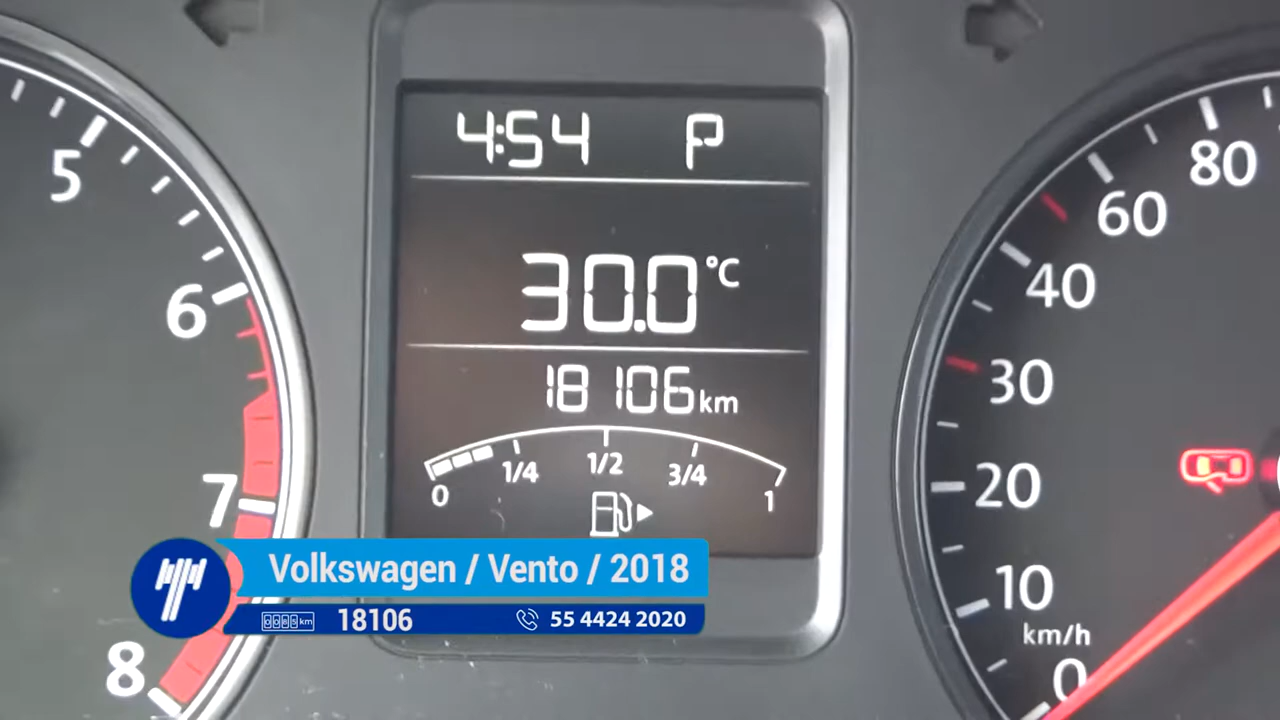 4:54 P
30.0 °C
18 106 km
0 1/4 1/2 3/4 1
5
6
7
8
80
60
40
30
20
10
km/h
0
Volkswagen / Vento / 2018
0085 km 18106 55 4424 2020